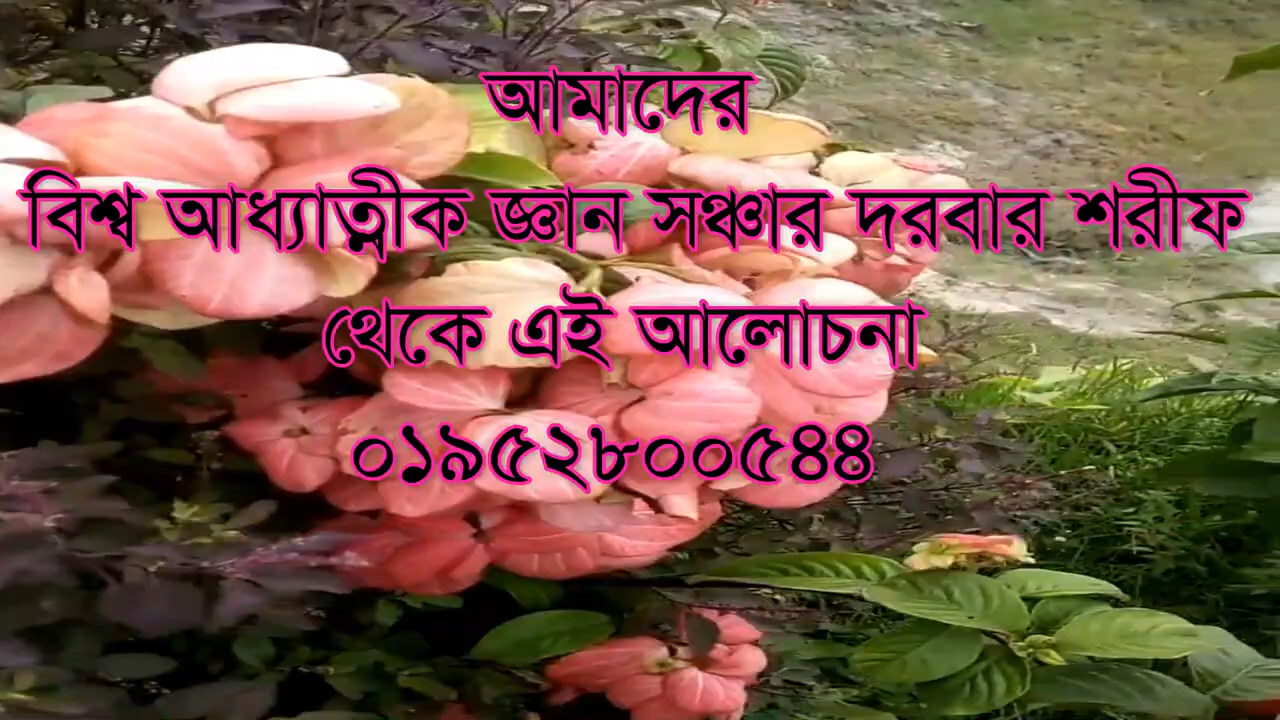 আমাদের
বিশ্ব আধ্যাত্নীক জ্ঞান সঞ্চার দরবার শরীফ
থেকে এই আলোচনা
০১৯৫২৮০০৫৪৪